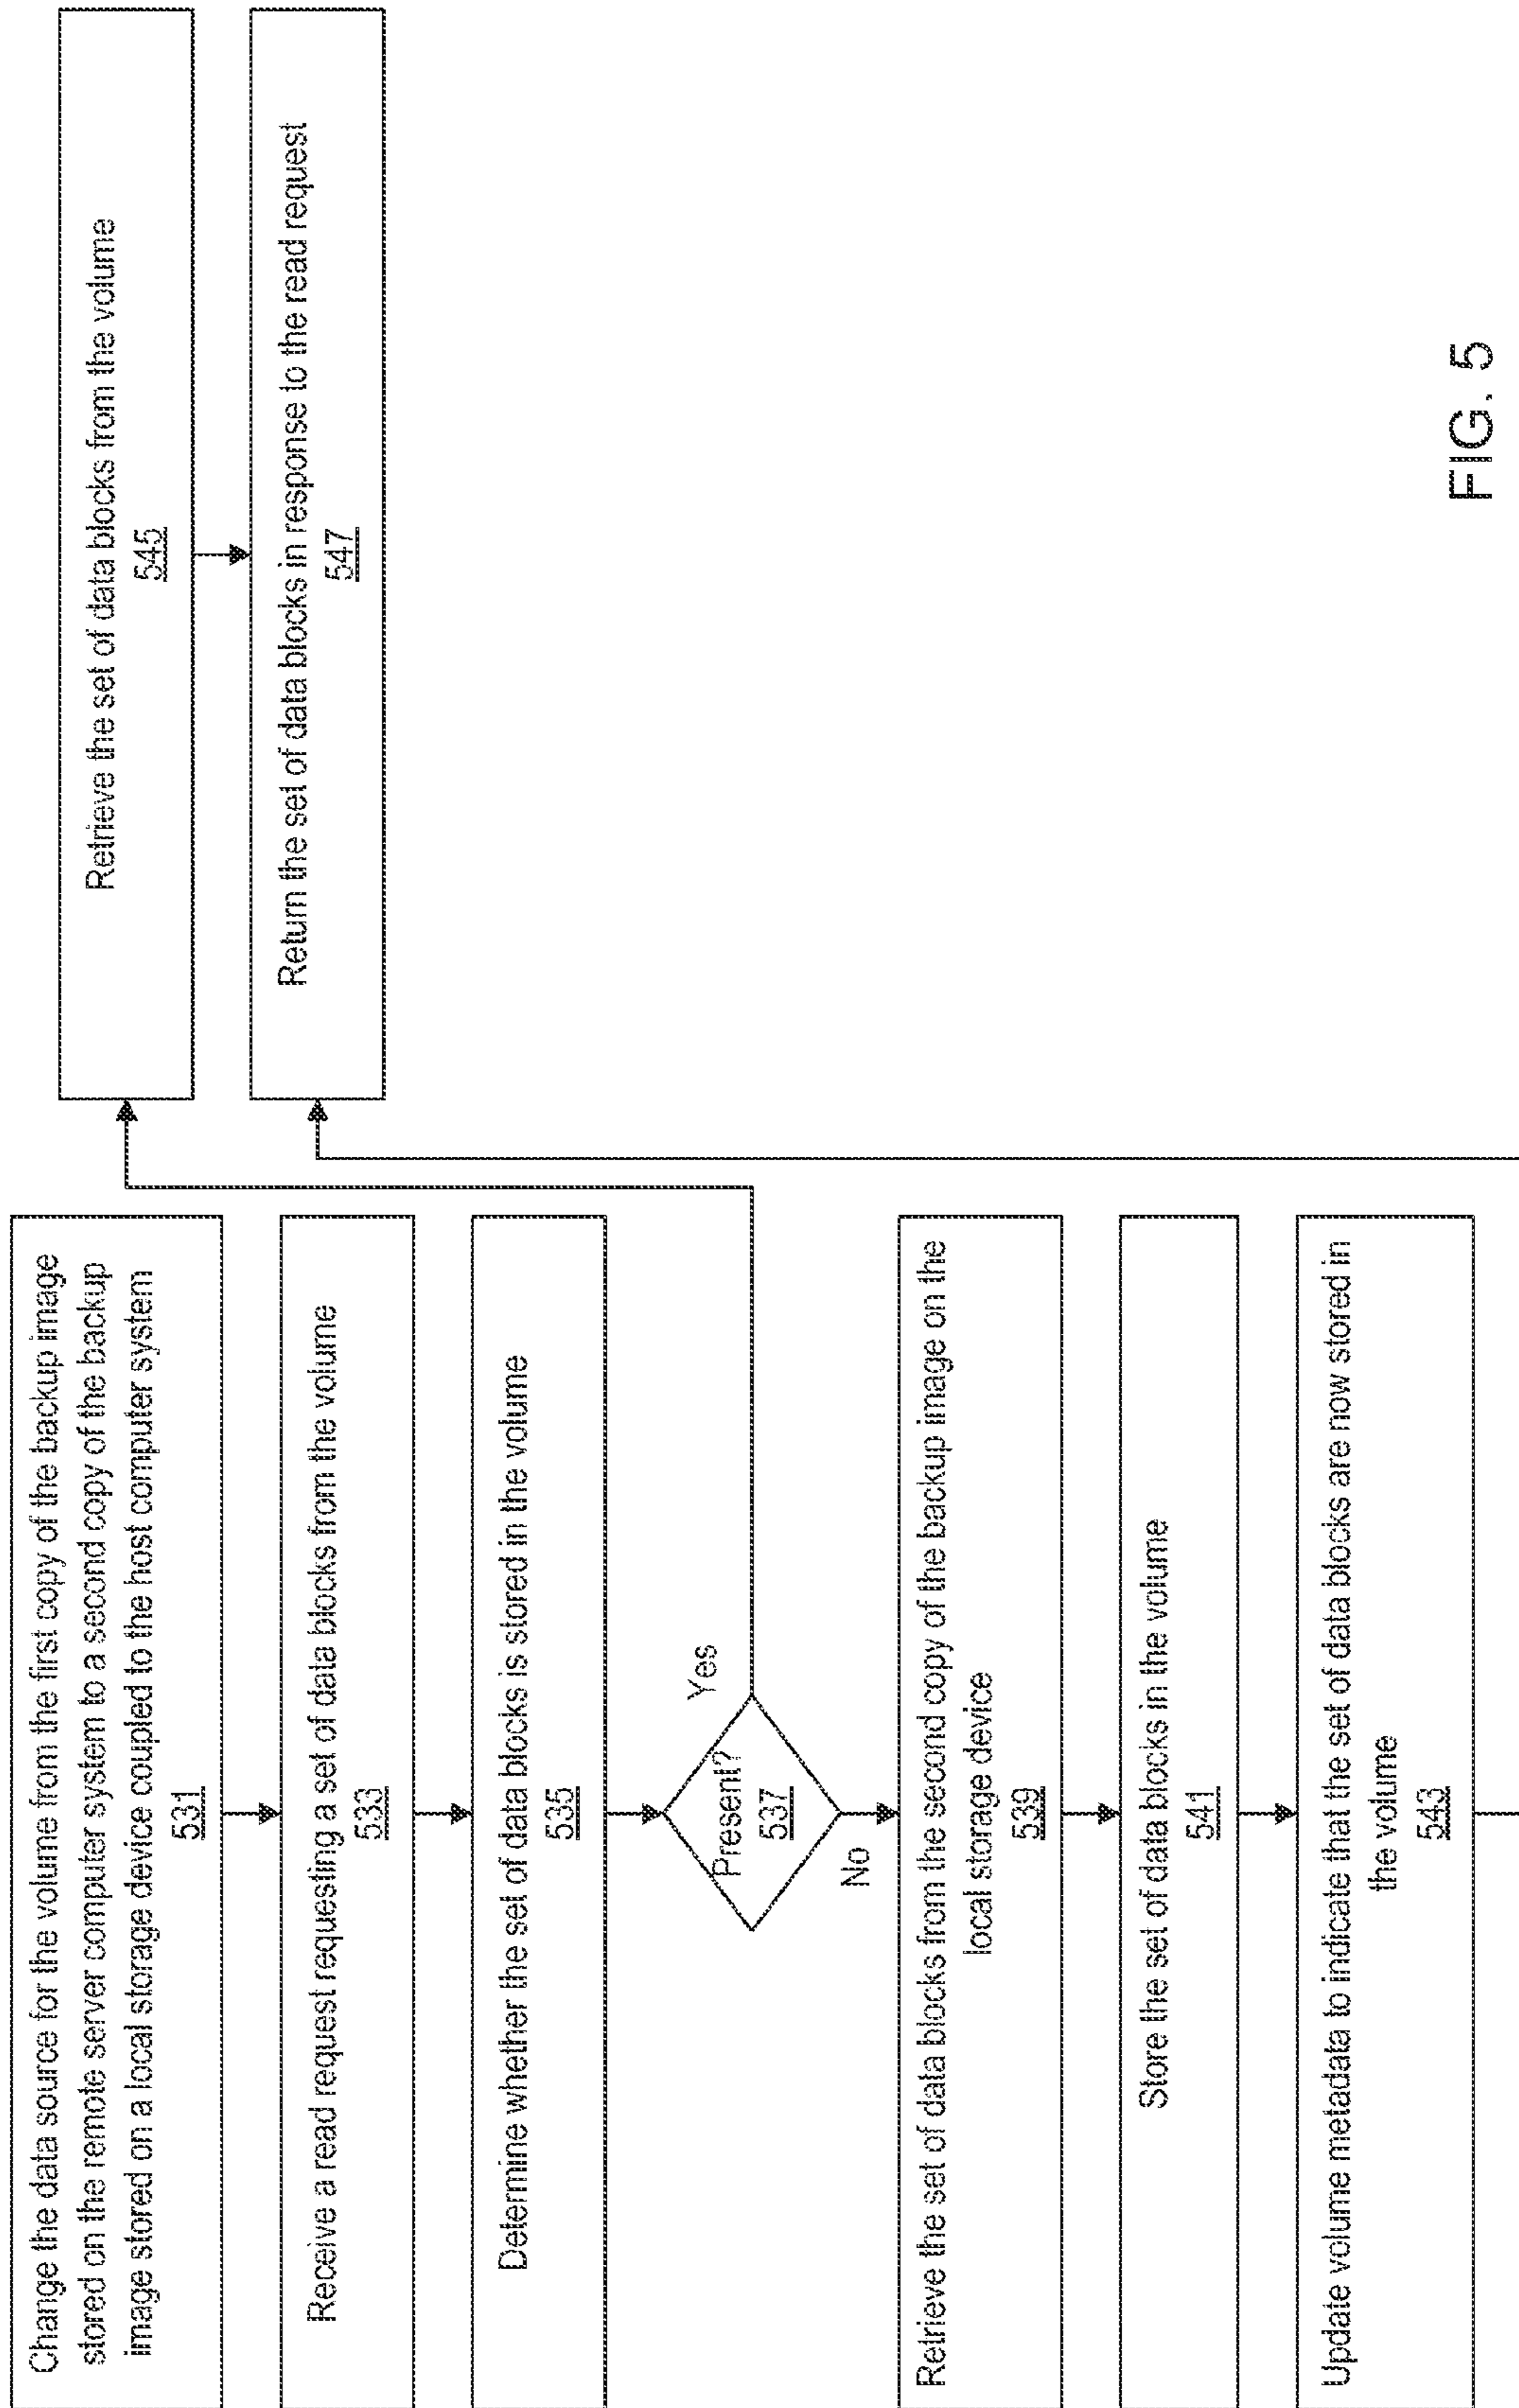 Change the data source for the volume from the first copy of the backup image
stored on the remote server computer system to a second copy of the backup
image stored on a local storage device coupled to the host computer system
531
Receive a read request requesting a set of data blocks from the volume
533
Determine whether the set of data blocks is stored in the volume
535
Present?
537
Yes
No
Retrieve the set of data blocks from the second copy of the backup image on the
local storage device
539
Store the set of data blocks in the volume
541
Update volume metadata to indicate that the set of data blocks are now stored in
the volume
543
Retrieve the set of data blocks from the volume
545
Return the set of data blocks in response to the read request
547
FIG. 5